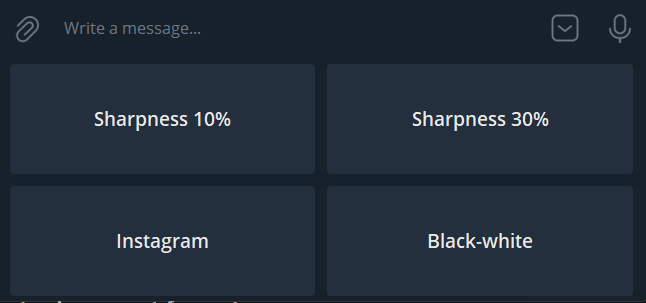 Write a message...
Sharpness 10%
Sharpness 30%
Instagram
Black-white